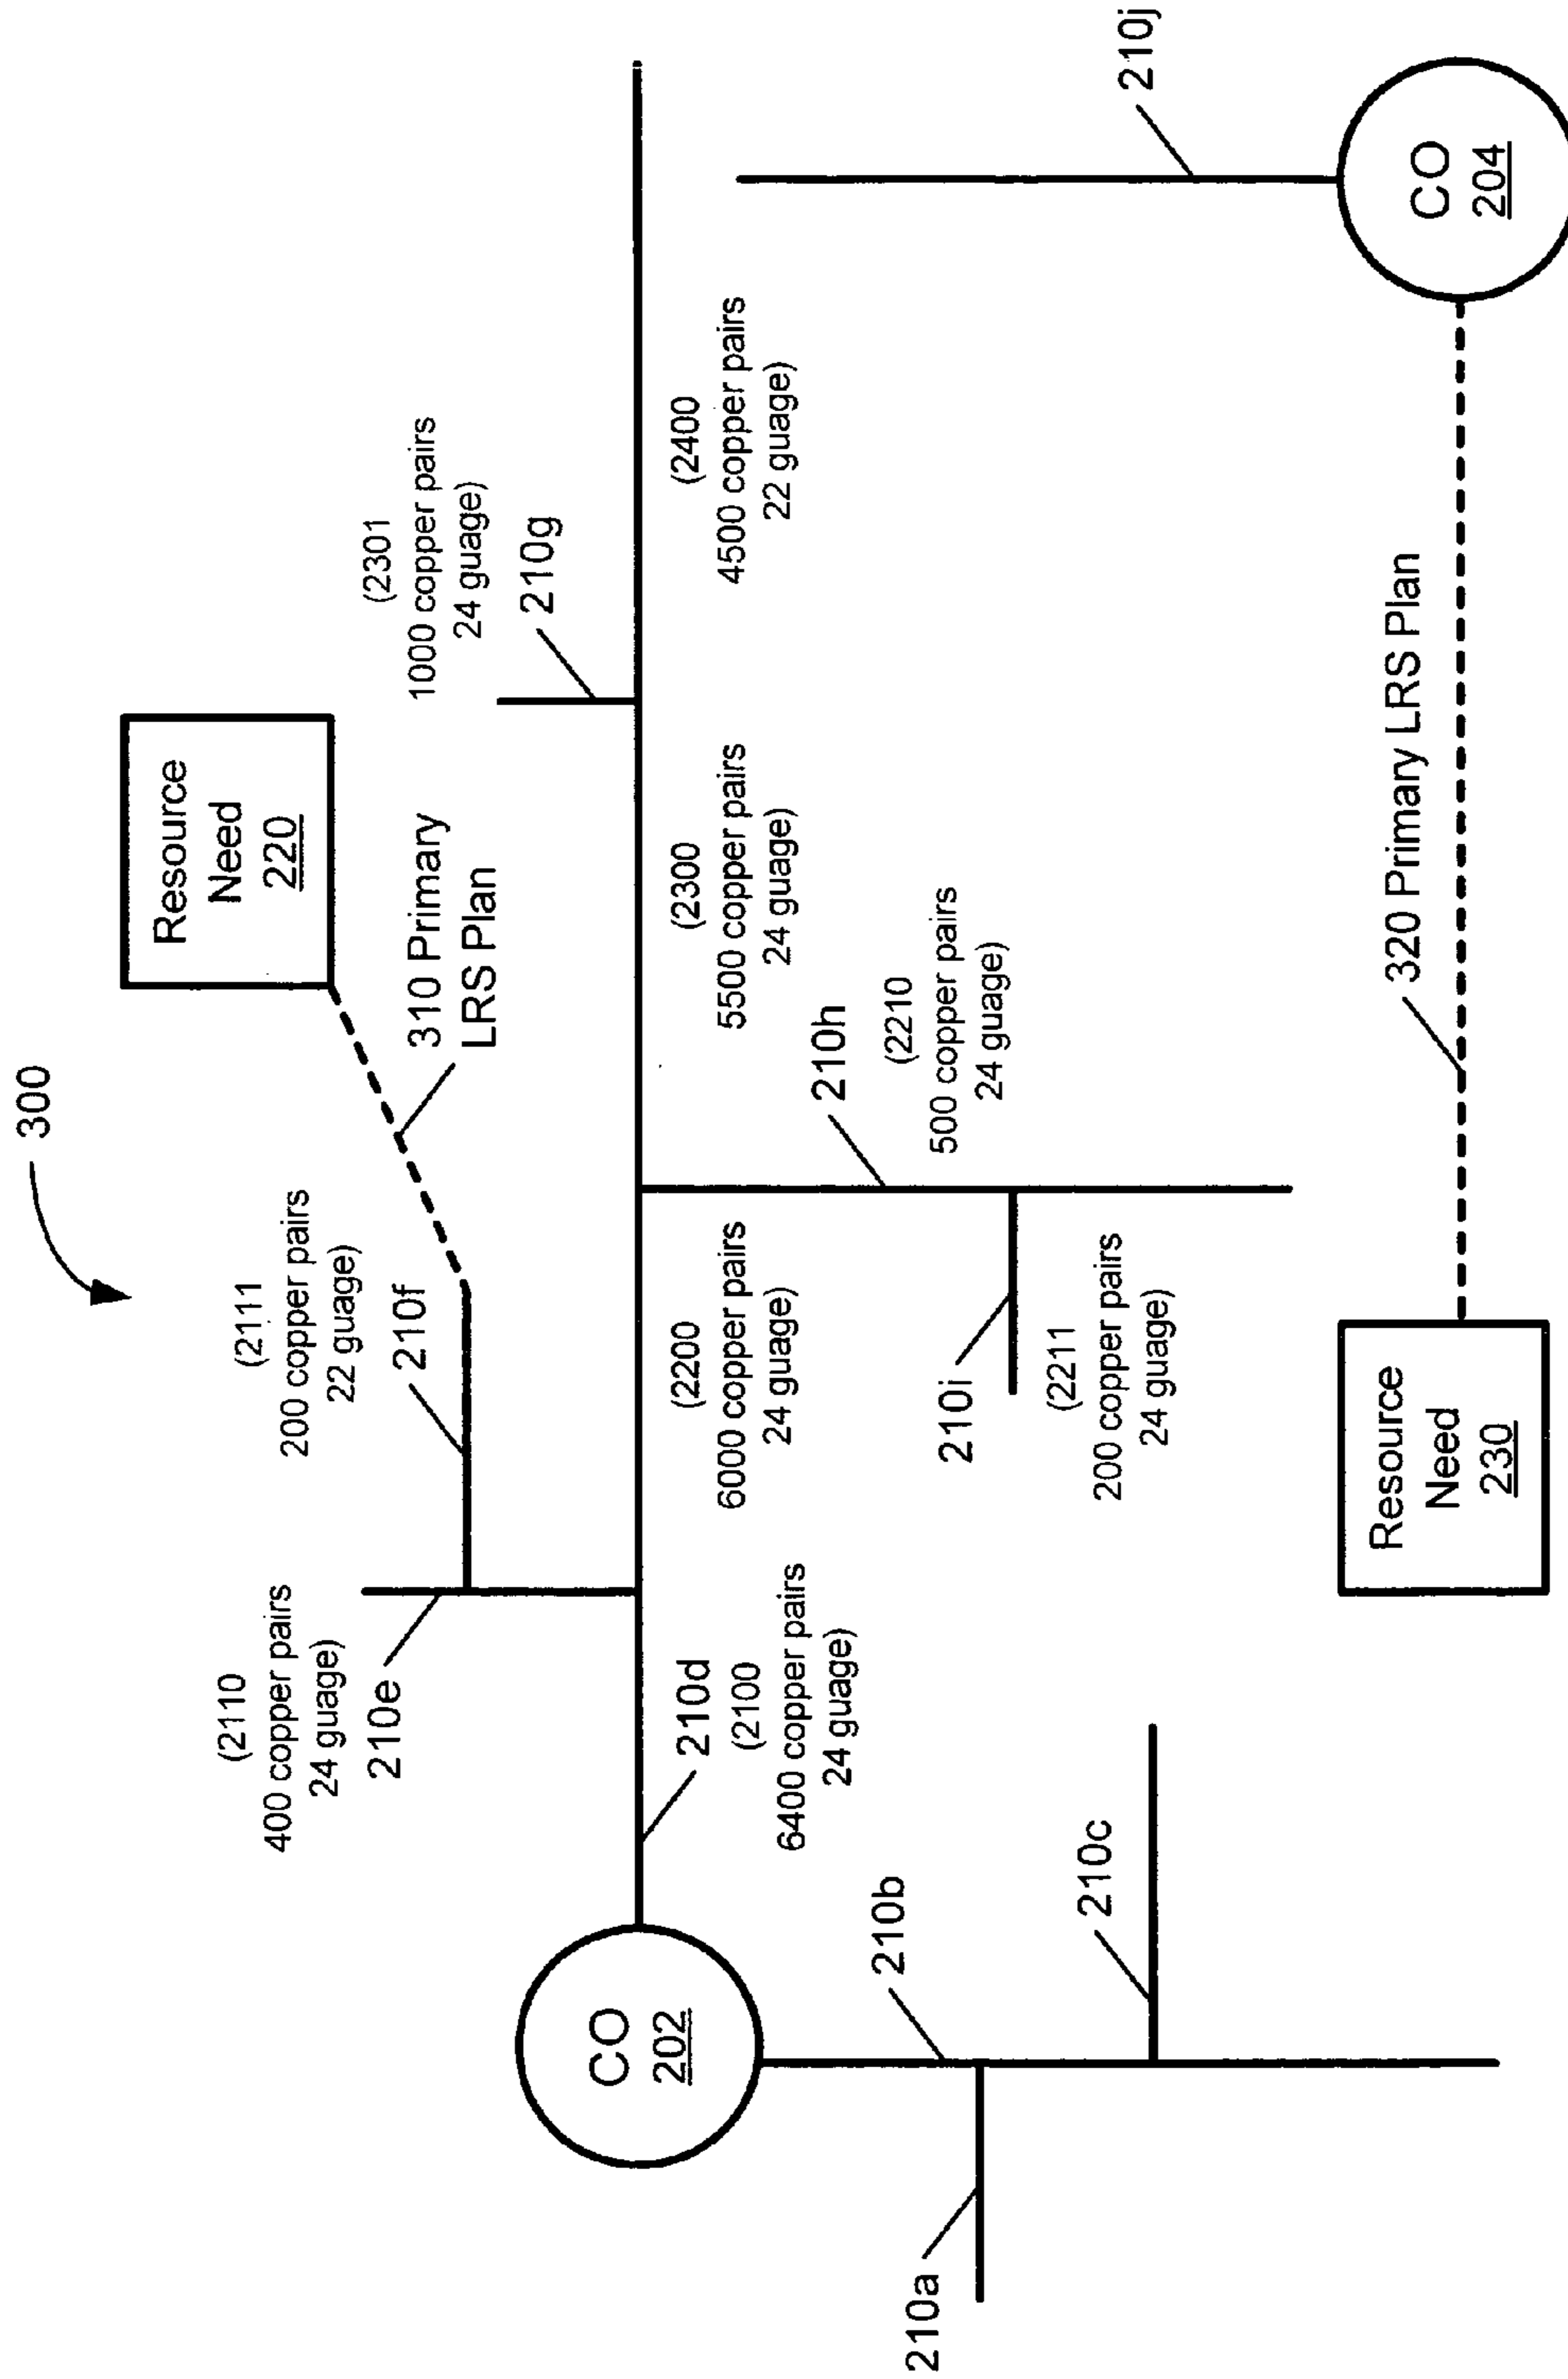 300
Resource
Need
220
310 Primary
LRS Plan
(2110
400 copper pairs
24 guage)
210e
(2111
200 copper pairs
22 guage)
210f
(2301
1000 copper pairs
24 guage)
210g
CO
202
210d
(2100
6400 copper pairs
24 guage)
(2200
6000 copper pairs
24 guage)
(2300
5500 copper pairs
24 guage)
(2400
4500 copper pairs
22 guage)
210h
(2210
500 copper pairs
24 guage)
210i
(2211
200 copper pairs
24 guage)
210a
210b
210c
210j
Resource
Need
230
320 Primary LRS Plan
CO
204